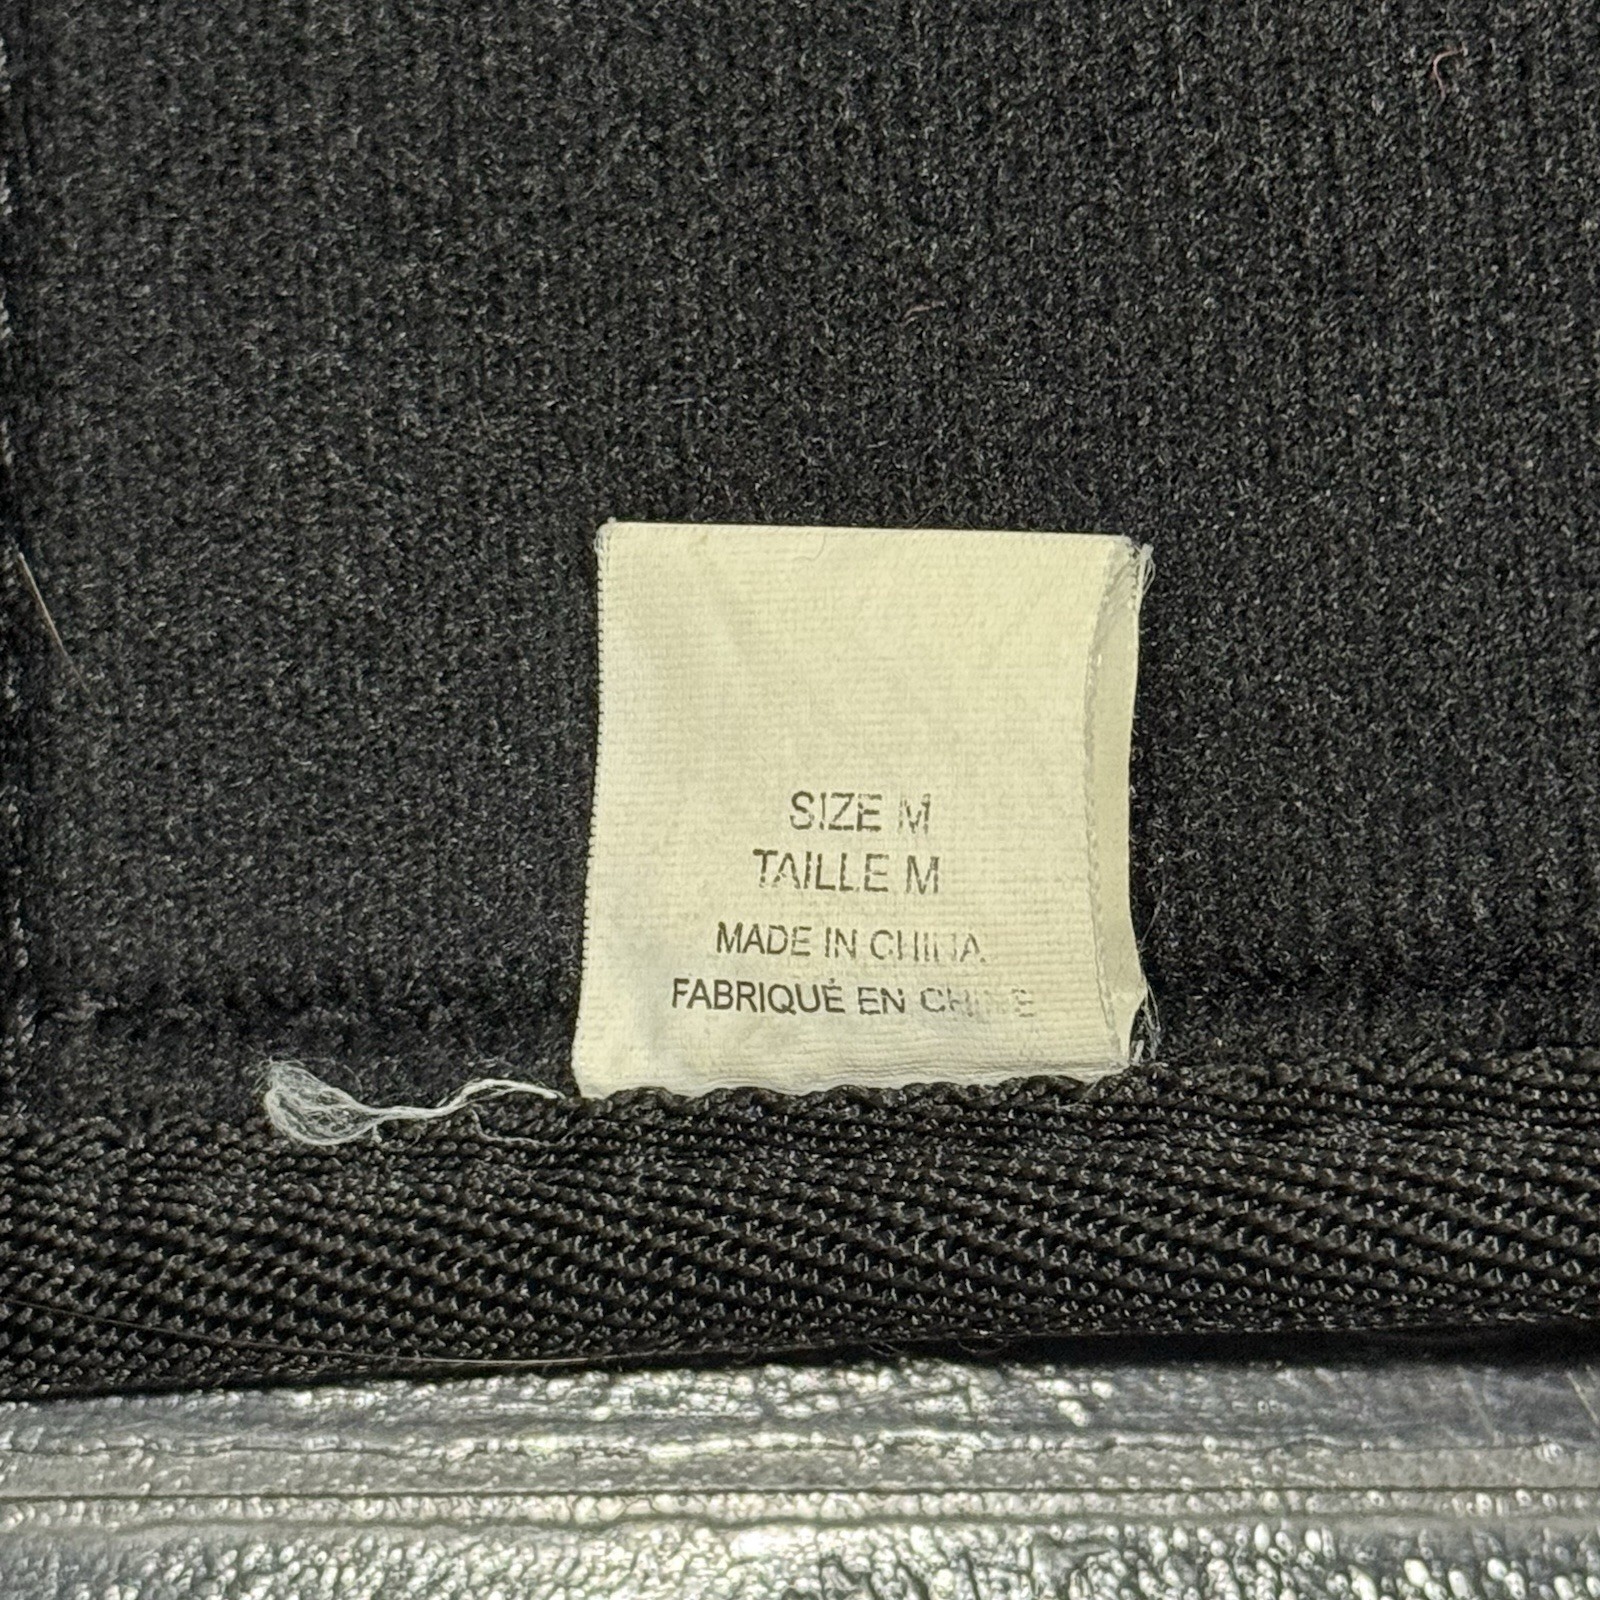 SIZE M
TAILLE M
MADE IN CHINA
FABRIQUÉ EN CHINE